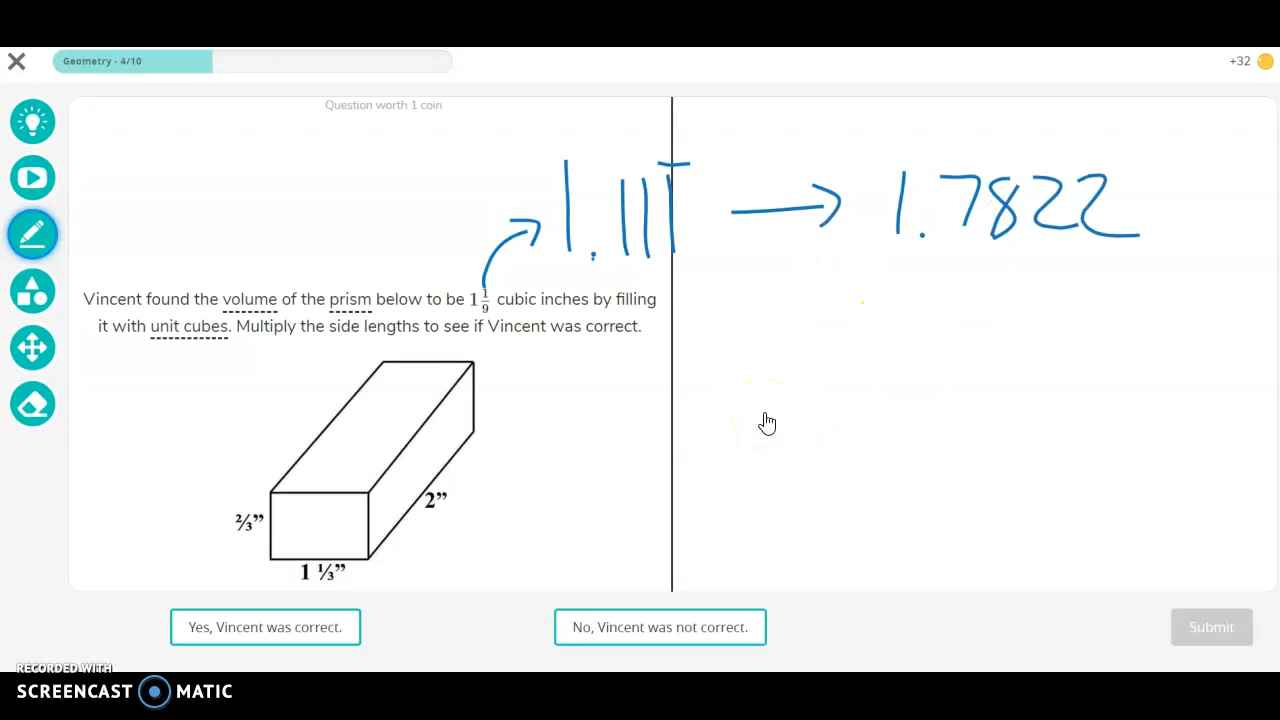 Geometry - 4/10
+32
Question worth 1 coin
1.111̅ → 1.7822
Vincent found the volume of the prism below to be 1 1/9 cubic inches by filling
it with unit cubes. Multiply the side lengths to see if Vincent was correct.
2"
⅔"
1 ⅓"
Yes, Vincent was correct.
No, Vincent was not correct.
Submit
RECORDED WITH
SCREENCAST MATIC